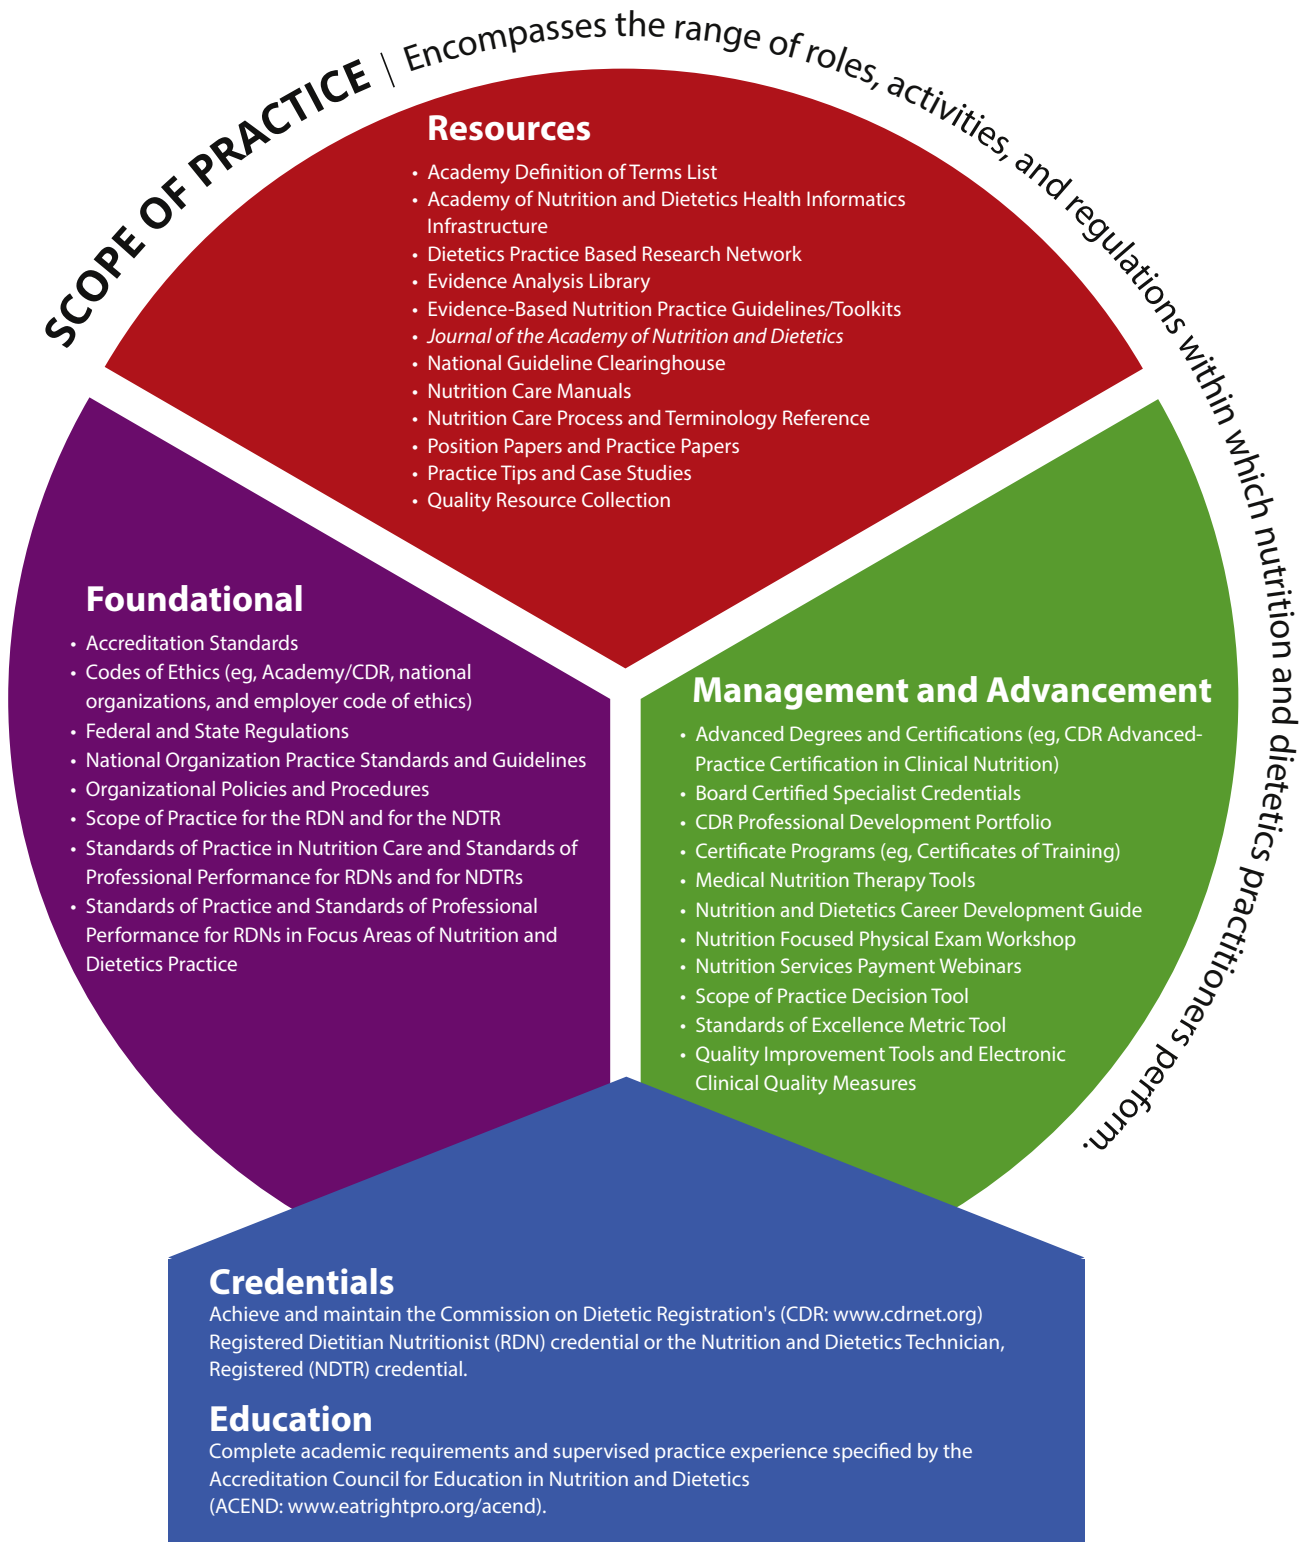 SCOPE OF PRACTICE | Encompasses the range of roles, activities, and regulations within which nutrition and dietetics practitioners perform.
Resources
• Academy Definition of Terms List
• Academy of Nutrition and Dietetics Health Informatics
Infrastructure
• Dietetics Practice Based Research Network
• Evidence Analysis Library
• Evidence-Based Nutrition Practice Guidelines/Toolkits
• Journal of the Academy of Nutrition and Dietetics
• National Guideline Clearinghouse
• Nutrition Care Manuals
• Nutrition Care Process and Terminology Reference
• Position Papers and Practice Papers
• Practice Tips and Case Studies
• Quality Resource Collection
Foundational
• Accreditation Standards
• Codes of Ethics (eg, Academy/CDR, national
organizations, and employer code of ethics)
• Federal and State Regulations
• National Organization Practice Standards and Guidelines
• Organizational Policies and Procedures
• Scope of Practice for the RDN and for the NDTR
• Standards of Practice in Nutrition Care and Standards of
Professional Performance for RDNs and for NDTRs
• Standards of Practice and Standards of Professional
Performance for RDNs in Focus Areas of Nutrition and
Dietetics Practice
Management and Advancement
• Advanced Degrees and Certifications (eg, CDR Advanced-
Practice Certification in Clinical Nutrition)
• Board Certified Specialist Credentials
• CDR Professional Development Portfolio
• Certificate Programs (eg, Certificates of Training)
• Medical Nutrition Therapy Tools
• Nutrition and Dietetics Career Development Guide
• Nutrition Focused Physical Exam Workshop
• Nutrition Services Payment Webinars
• Scope of Practice Decision Tool
• Standards of Excellence Metric Tool
• Quality Improvement Tools and Electronic
Clinical Quality Measures
Credentials
Achieve and maintain the Commission on Dietetic Registration's (CDR: www.cdrnet.org)
Registered Dietitian Nutritionist (RDN) credential or the Nutrition and Dietetics Technician,
Registered (NDTR) credential.
Education
Complete academic requirements and supervised practice experience specified by the
Accreditation Council for Education in Nutrition and Dietetics
(ACEND: www.eatrightpro.org/acend).